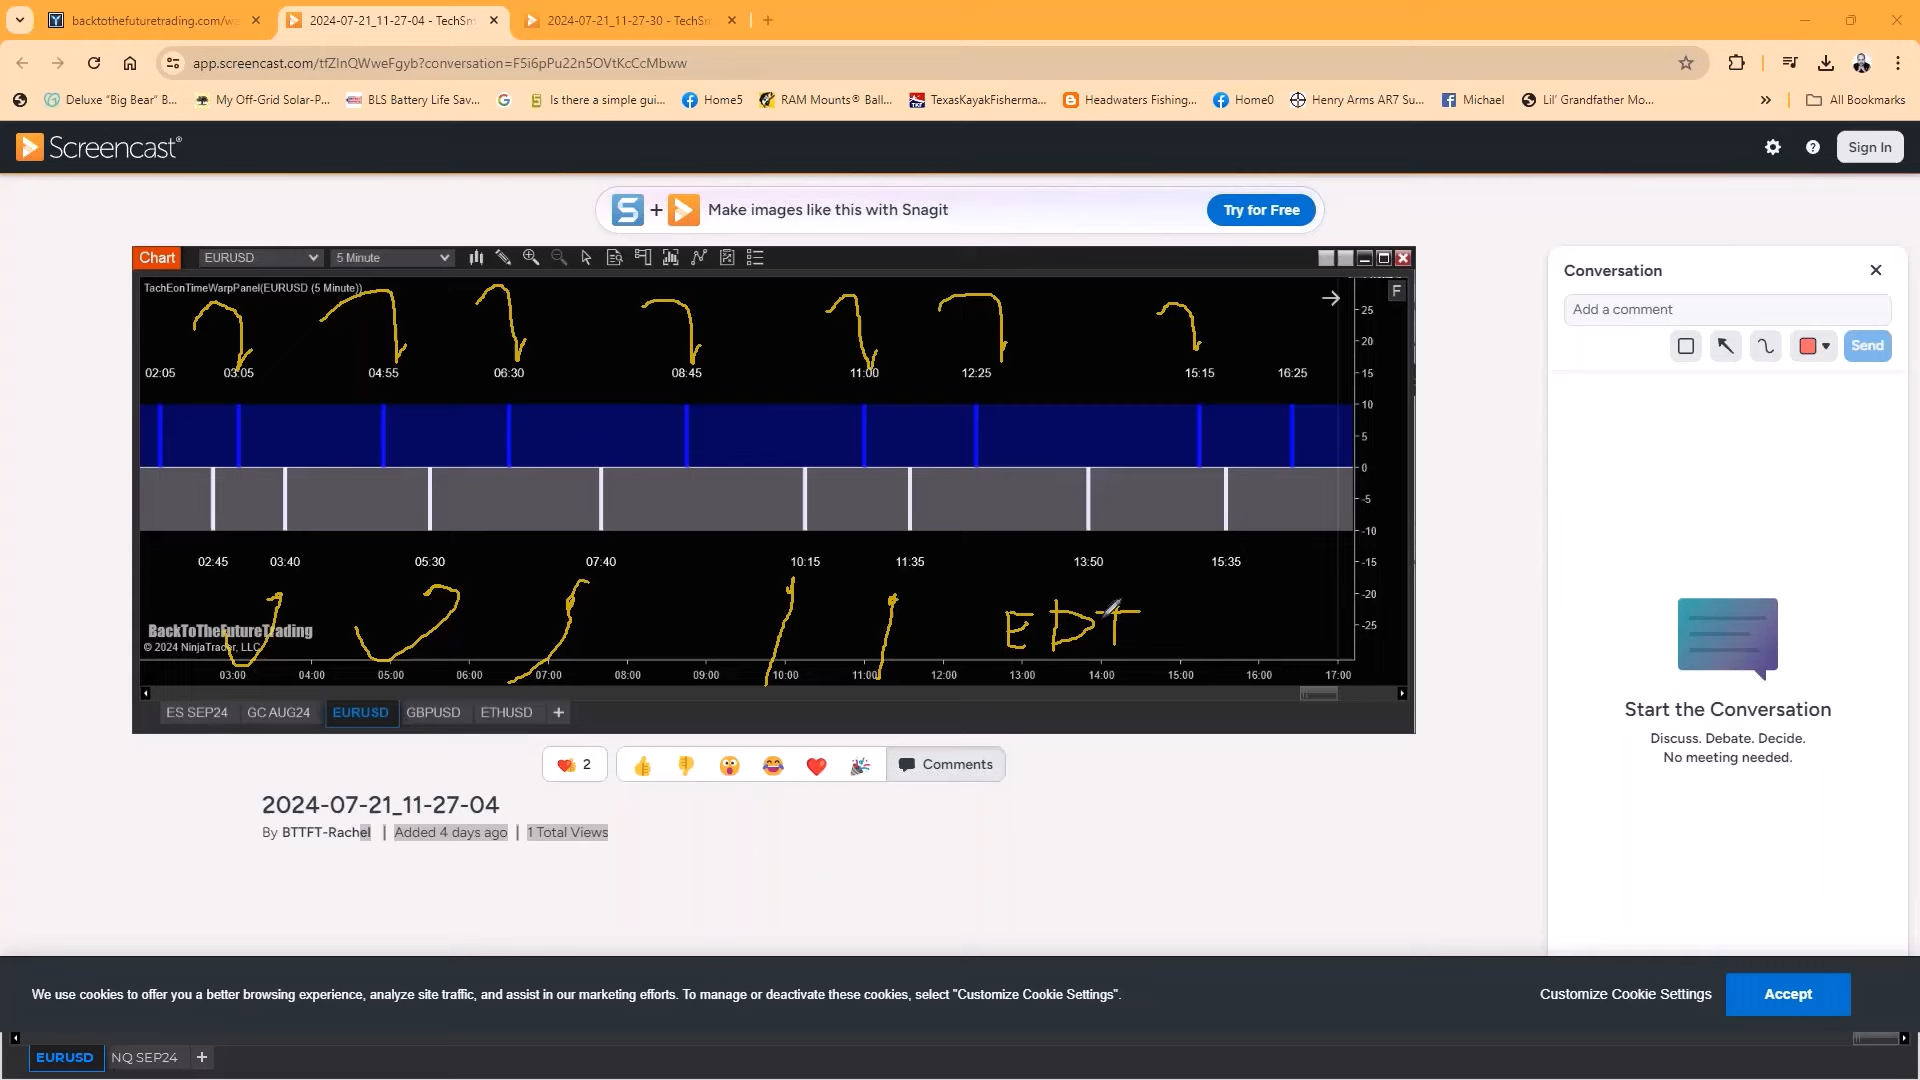 backtothefuturetrading.com/wa
2024-07-21_11-27-04 - TechSm
2024-07-21_11-27-30 - TechSm
app.screencast.com/tfZlnQWweFgyb?conversation=F5i6pPu22n5OVtKcCcMbww
Deluxe “Big Bear” B...
My Off-Grid Solar-P...
BLS Battery Life Sav...
Is there a simple gui...
Home5
RAM Mounts® Ball...
TexasKayakFisherma...
Headwaters Fishing...
Home0
Henry Arms AR7 Su...
Michael
Lil’ Grandfather Mo...
All Bookmarks
Screencast®
Sign In
S + Make images like this with Snagit
Try for Free
Chart EURUSD 5 Minute
TachEonTimeWarpPanel(EURUSD (5 Minute))
F
02:05 03:05 04:55 06:30 08:45 11:00 12:25 15:15 16:25
25
20
15
10
5
0
-5
-10
-15
-20
-25
02:45 03:40 05:30 07:40 10:15 11:35 13:50 15:35
EDT
BackToTheFutureTrading
© 2024 NinjaTrader, LLC
03:00 04:00 05:00 06:00 07:00 08:00 09:00 10:00 11:00 12:00 13:00 14:00 15:00 16:00 17:00
ES SEP24 GC AUG24 EURUSD GBPUSD ETHUSD +
2
Comments
2024-07-21_11-27-04
By BTTFT-Rachel | Added 4 days ago | 1 Total Views
Conversation
Add a comment
Send
Start the Conversation
Discuss. Debate. Decide.
No meeting needed.
We use cookies to offer you a better browsing experience, analyze site traffic, and assist in our marketing efforts. To manage or deactivate these cookies, select "Customize Cookie Settings".
Customize Cookie Settings
Accept
EURUSD NQ SEP24 +